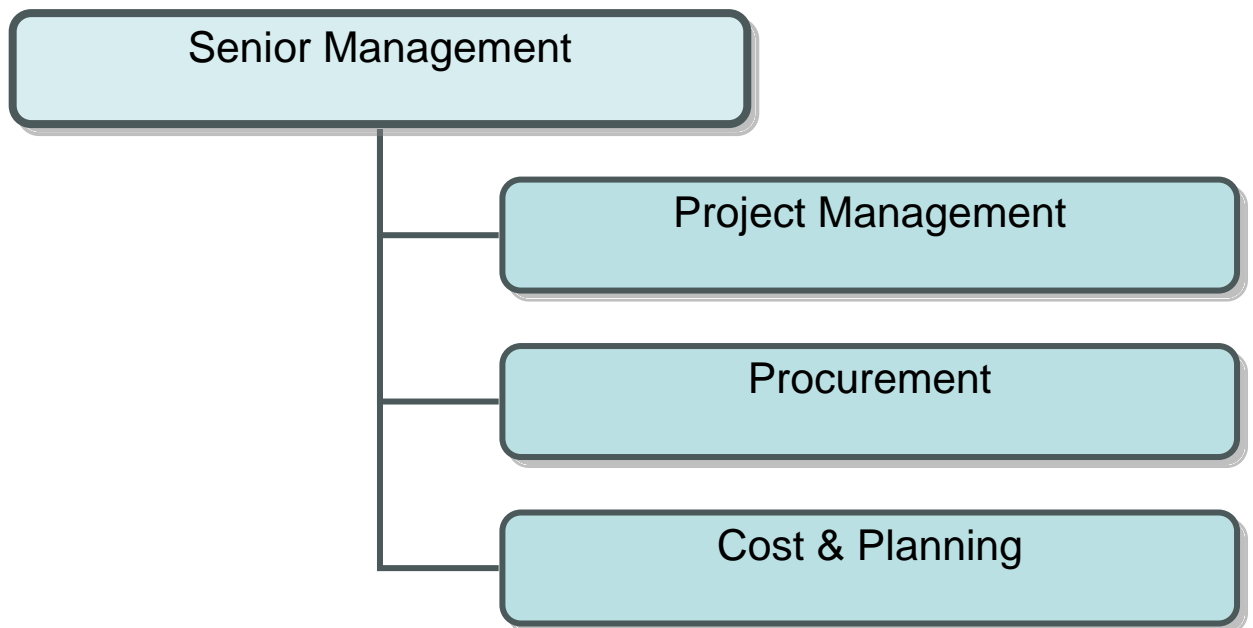 Senior Management
Project Management
Procurement
Cost & Planning